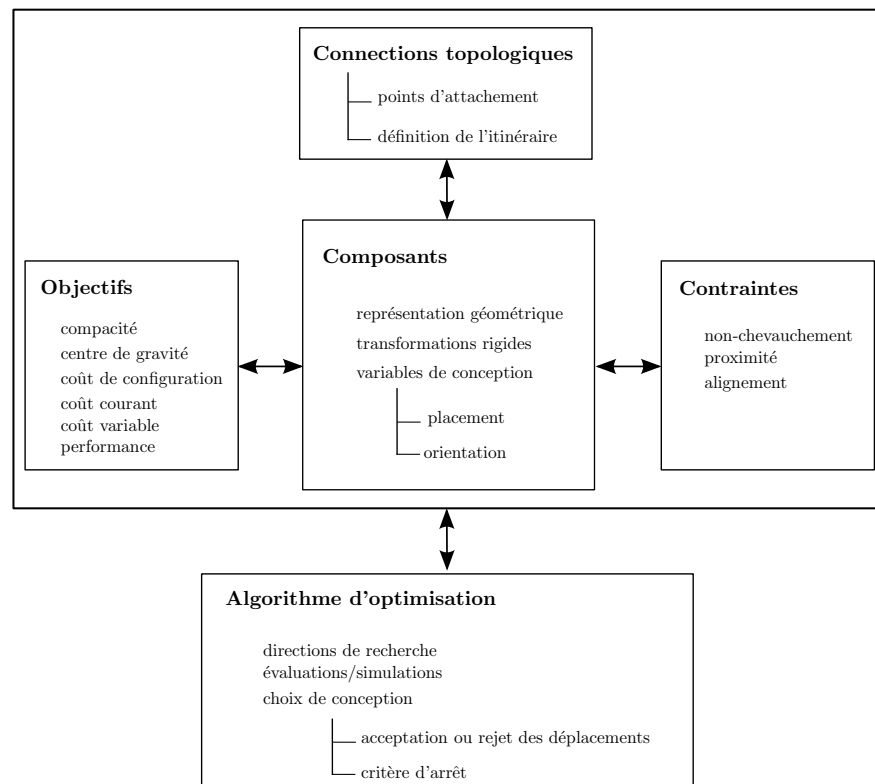 Connections topologiques
points d'attachement
définition de l'itinéraire
Composants
représentation géométrique
transformations rigides
variables de conception
placement
orientation
Objectifs
compacité
centre de gravité
coût de configuration
coût courant
coût variable
performance
Contraintes
non-chevauchement
proximité
alignement
Algorithme d'optimisation
directions de recherche
évaluations/simulations
choix de conception
acceptation ou rejet des déplacements
critère d'arrêt